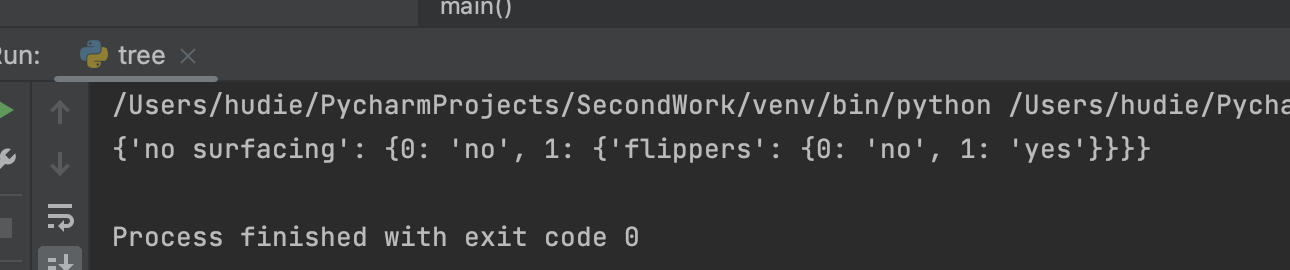 main()
Run:
tree
/Users/hudie/PycharmProjects/SecondWork/venv/bin/python /Users/hudie/Pycha
{'no surfacing': {0: 'no', 1: {'flippers': {0: 'no', 1: 'yes'}}}}
Process finished with exit code 0